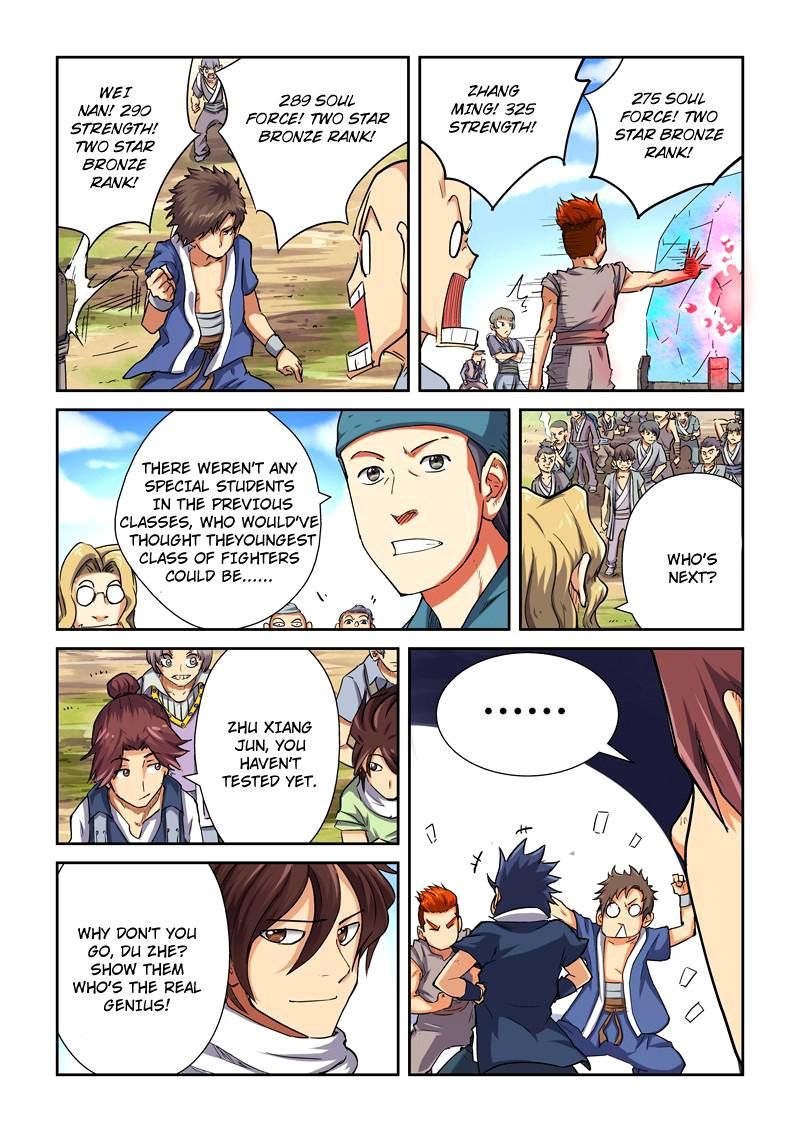 WEI
NAN! 290
STRENGTH!
TWO STAR
BRONZE
RANK!
289 SOUL
FORCE! TWO STAR
BRONZE RANK!
ZHANG
MING! 325
STRENGTH!
275 SOUL
FORCE! TWO
STAR BRONZE
RANK!
THERE WEREN'T ANY
SPECIAL STUDENTS
IN THE PREVIOUS
CLASSES, WHO WOULD'VE
THOUGHT THEYOUNGEST
CLASS OF FIGHTERS
COULD BE......
WHO'S
NEXT?
ZHU XIANG
JUN, YOU
HAVEN'T
TESTED YET.
......
WHY DON'T YOU
GO, DU ZHE?
SHOW THEM
WHO'S THE REAL
GENIUS!